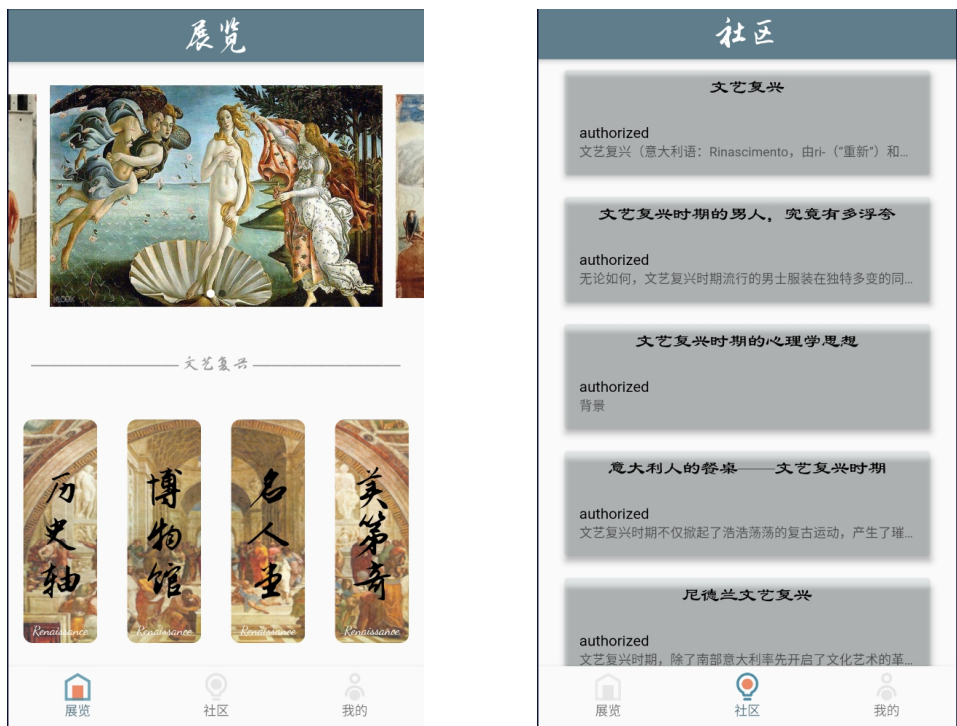 展览
KLOOK
文艺复兴
历史轴
博物馆
名人堂
美第奇
Renaissance
Renaissance
Renaissance
Renaissance
展览
社区
我的
社区
文艺复兴
authorized
文艺复兴（意大利语：Rinascimento，由ri-（“重新”）和...
文艺复兴时期的男人，究竟有多浮夸
authorized
无论如何，文艺复兴时期流行的男士服装在独特多变的同...
文艺复兴时期的心理学思想
authorized
背景
意大利人的餐桌——文艺复兴时期
authorized
文艺复兴时期不仅掀起了浩浩荡荡的复古运动，产生了璀...
尼德兰文艺复兴
authorized
文艺复兴时期，除了南部意大利率先开启了文化艺术的革...
展览
社区
我的